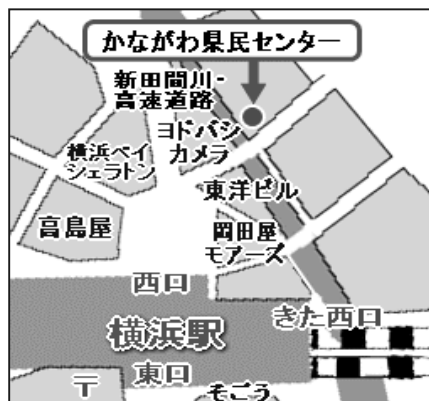 かながわ県民センター
新田間川・
高速道路
ヨドバシ
カメラ
横浜ベイ
シェラトン
東洋ビル
高島屋
岡田屋
モアーズ
西口
きた西口
横浜駅
東口
〒
そごう